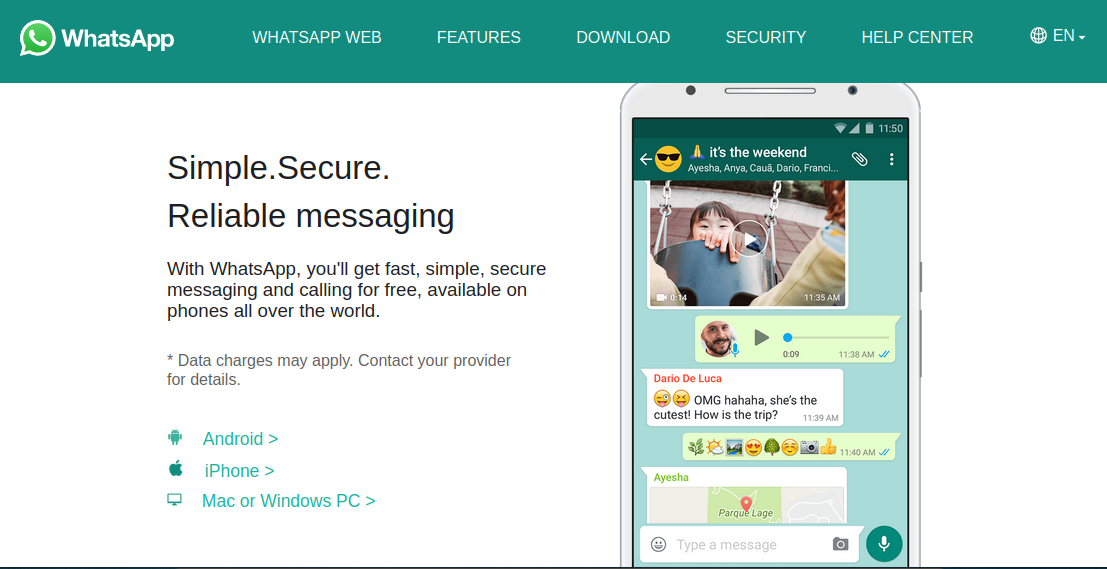 WhatsApp
WHATSAPP WEB
FEATURES
DOWNLOAD
SECURITY
HELP CENTER
EN
Simple.Secure.
Reliable messaging
With WhatsApp, you'll get fast, simple, secure
messaging and calling for free, available on
phones all over the world.
* Data charges may apply. Contact your provider
for details.
Android >
iPhone >
Mac or Windows PC >
11:50
🙏 it's the weekend
Ayesha, Anya, Cauã, Dario, Franci...
0:14
11:35 AM
0:09
11:38 AM
Dario De Luca
😜😝 OMG hahaha, she's the
cutest! How is the trip?
11:39 AM
🌿🌤🏞😍🌳☺📷👍 11:40 AM
Ayesha
Parque Lage
Type a message